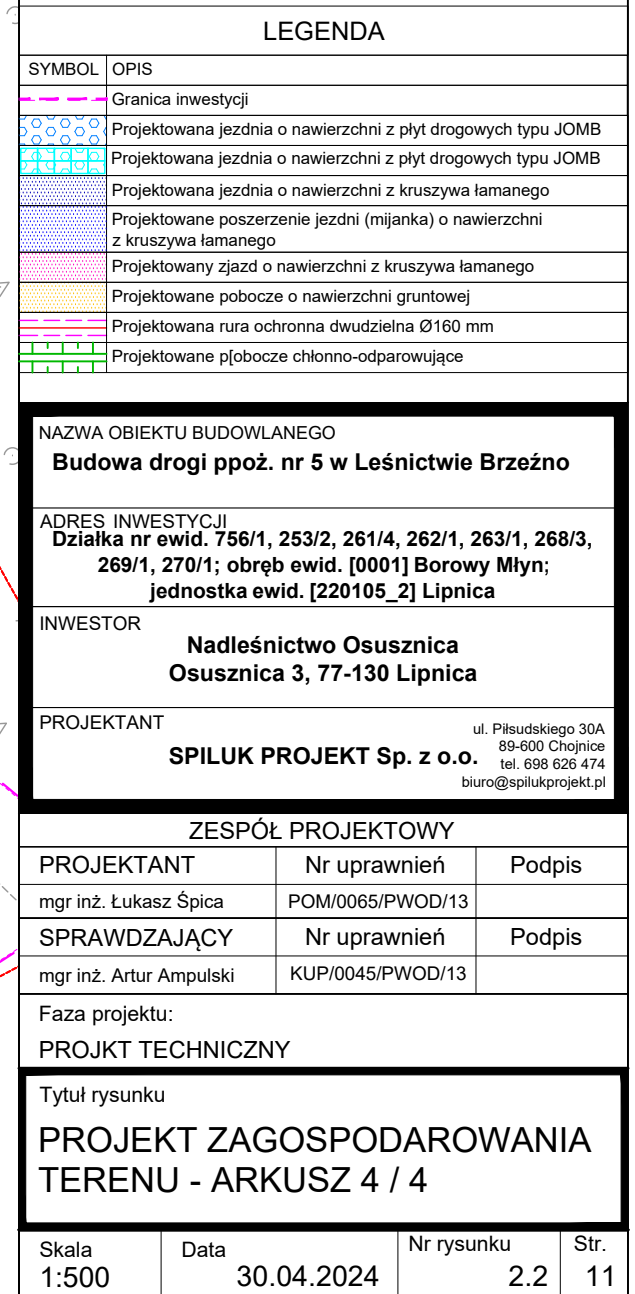 LEGENDA
SYMBOL OPIS
Granica inwestycji
Projektowana jezdnia o nawierzchni z płyt drogowych typu JOMB
Projektowana jezdnia o nawierzchni z płyt drogowych typu JOMB
Projektowana jezdnia o nawierzchni z kruszywa łamanego
Projektowane poszerzenie jezdni (mijanka) o nawierzchni
z kruszywa łamanego
Projektowany zjazd o nawierzchni z kruszywa łamanego
Projektowane pobocze o nawierzchni gruntowej
Projektowana rura ochronna dwudzielna Ø160 mm
Projektowane p[obocze chłonno-odparowujące
NAZWA OBIEKTU BUDOWLANEGO
Budowa drogi ppoż. nr 5 w Leśnictwie Brzeźno
ADRES INWESTYCJI
Działka nr ewid. 756/1, 253/2, 261/4, 262/1, 263/1, 268/3,
269/1, 270/1; obręb ewid. [0001] Borowy Młyn;
jednostka ewid. [220105_2] Lipnica
INWESTOR
Nadleśnictwo Osusznica
Osusznica 3, 77-130 Lipnica
PROJEKTANT
SPILUK PROJEKT Sp. z o.o.
ul. Piłsudskiego 30A
89-600 Chojnice
tel. 698 626 474
biuro@spilukprojekt.pl
ZESPÓŁ PROJEKTOWY
PROJEKTANT Nr uprawnień Podpis
mgr inż. Łukasz Śpica POM/0065/PWOD/13
SPRAWDZAJĄCY Nr uprawnień Podpis
mgr inż. Artur Ampulski KUP/0045/PWOD/13
Faza projektu:
PROJKT TECHNICZNY
Tytuł rysunku
PROJEKT ZAGOSPODAROWANIA
TERENU - ARKUSZ 4 / 4
Skala Data Nr rysunku Str.
1:500 30.04.2024 2.2 11